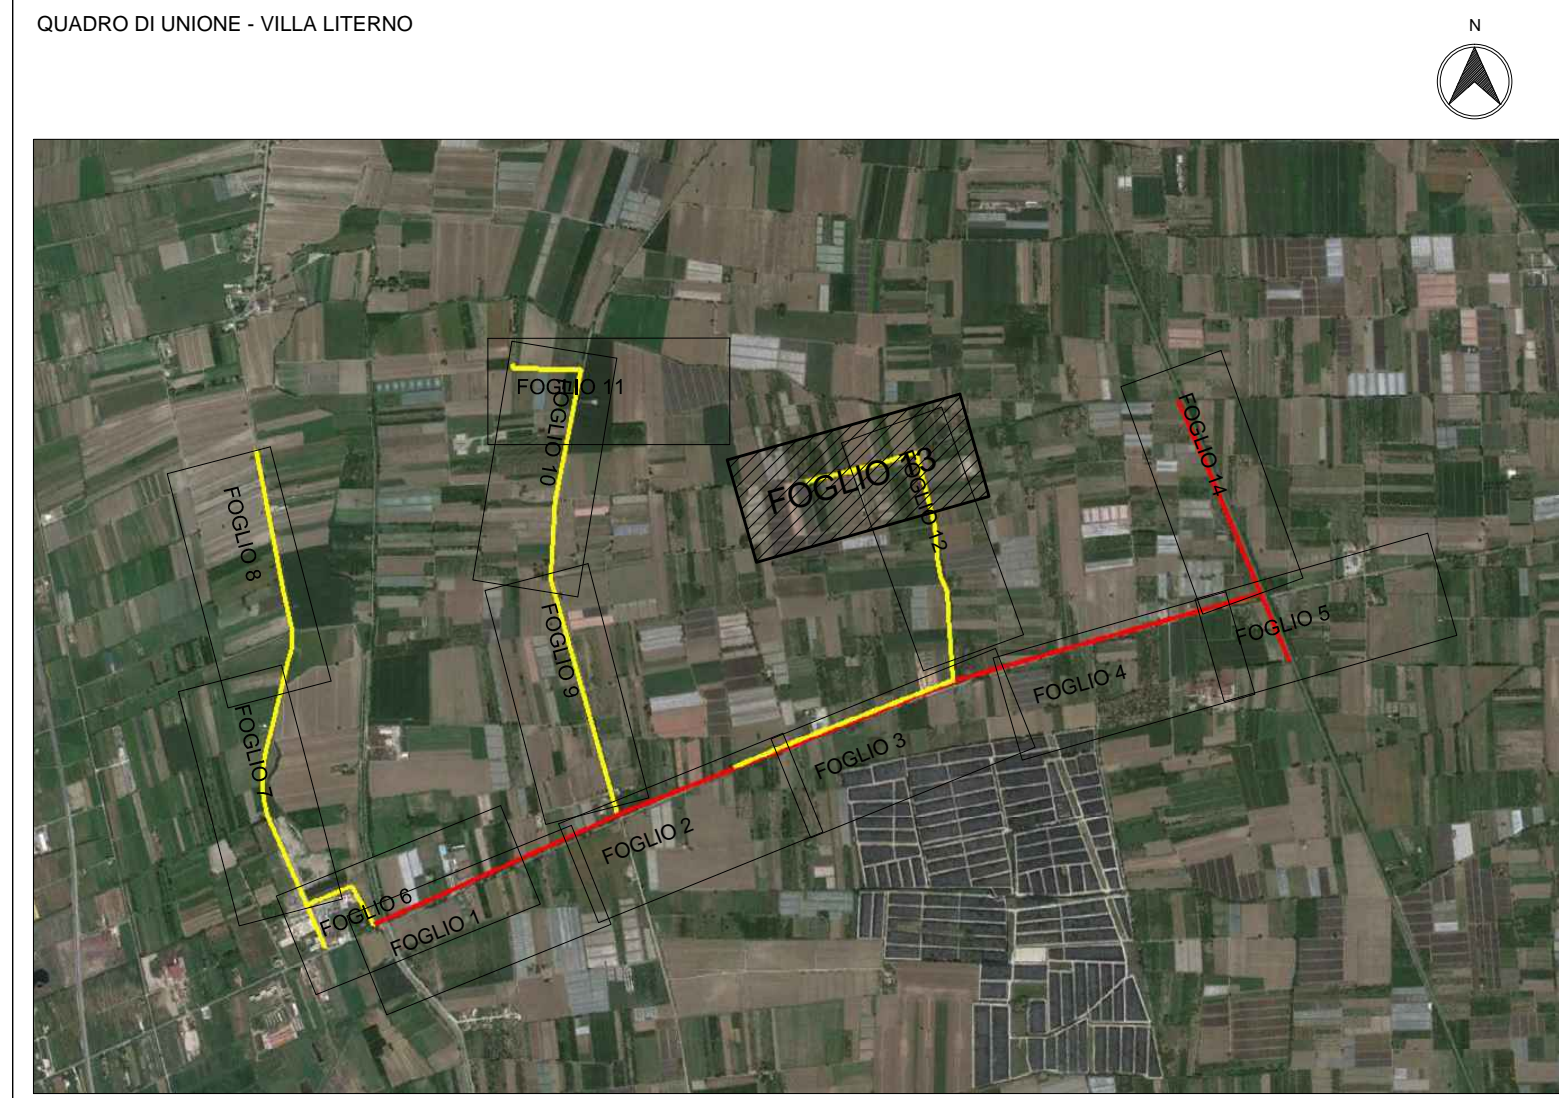 QUADRO DI UNIONE - VILLA LITERNO
N
FOGLIO 11
FOGLIO 10
FOGLIO 13
FOGLIO 12
FOGLIO 14
FOGLIO 8
FOGLIO 9
FOGLIO 5
FOGLIO 4
FOGLIO 7
FOGLIO 3
FOGLIO 2
FOGLIO 6
FOGLIO 1